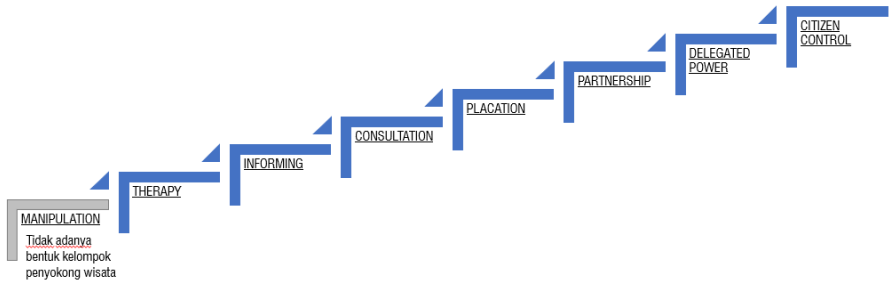 CITIZEN
CONTROL
DELEGATED
POWER
PARTNERSHIP
PLACATION
CONSULTATION
INFORMING
THERAPY
MANIPULATION
Tidak adanya
bentuk kelompok
penyokong wisata